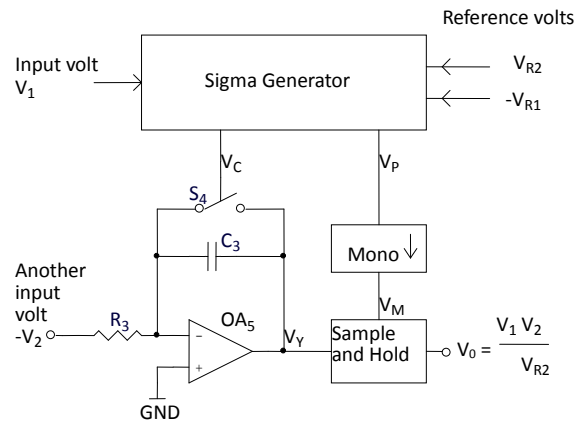 Reference volts
Input volt
V1
Sigma Generator
VR2
-VR1
VC
VP
S4
C3
Mono ↓
Another
input
volt
-V2
R3
OA5
VY
VM
Sample
and Hold
V0 = V1 V2 / VR2
−
+
GND